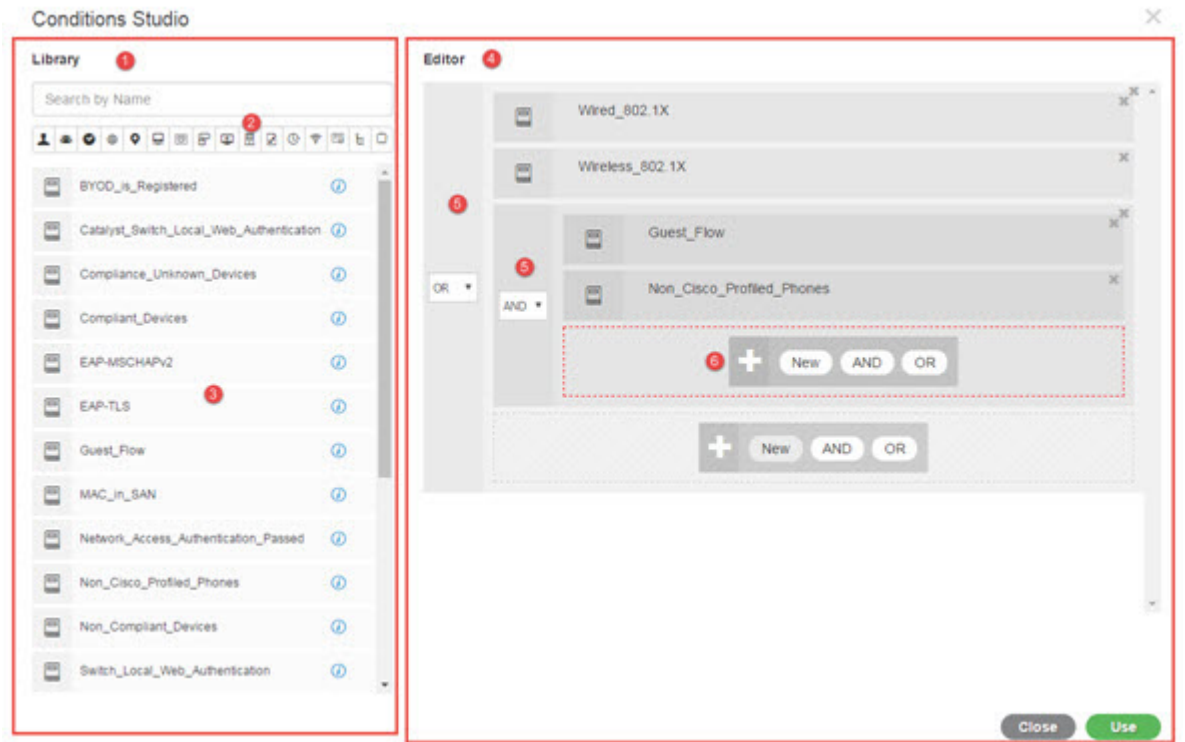 Conditions Studio
Library 1
Search by Name
2
BYOD_is_Registered
Catalyst_Switch_Local_Web_Authentication
Compliance_Unknown_Devices
Compliant_Devices
EAP-MSCHAPv2
3
EAP-TLS
Guest_Flow
MAC_in_SAN
Network_Access_Authentication_Passed
Non_Cisco_Profiled_Phones
Non_Compliant_Devices
Switch_Local_Web_Authentication
Editor 4
Wired_802.1X
Wireless_802.1X
5
OR
5
AND
Guest_Flow
Non_Cisco_Profiled_Phones
6 New AND OR
New AND OR
Close Use